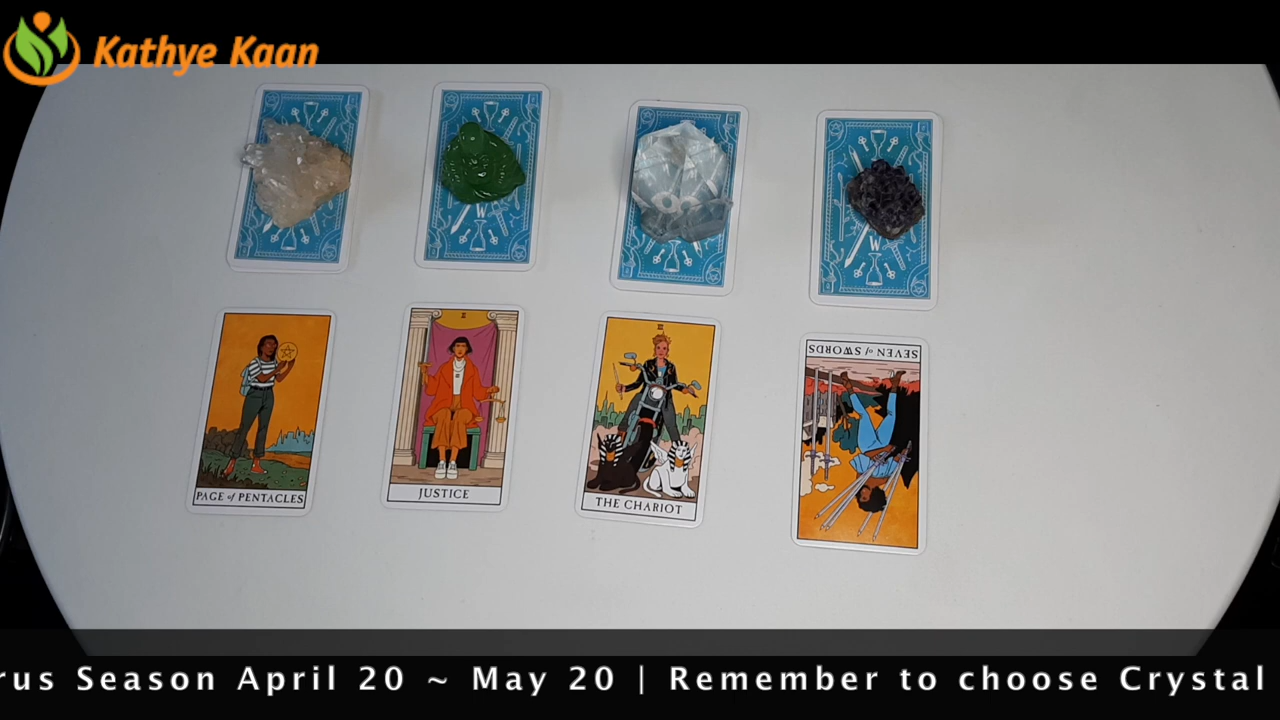 Kathye Kaan
W
W
PAGE of PENTACLES
JUSTICE
THE CHARIOT
SEVEN of SWORDS
rus Season April 20 ~ May 20 | Remember to choose Crystal